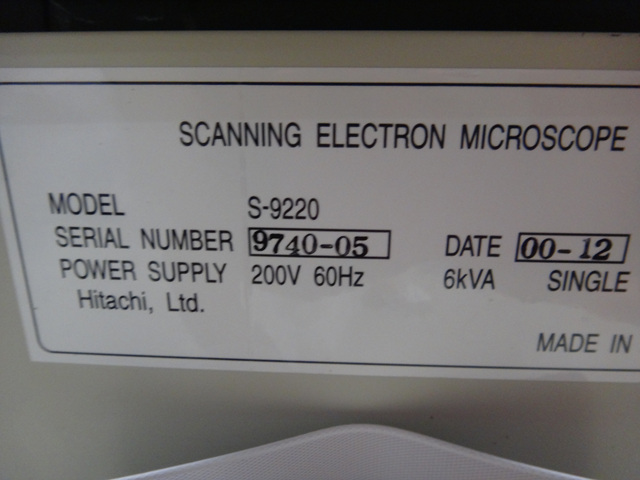 SCANNING ELECTRON MICROSCOPE
MODEL S-9220
SERIAL NUMBER 9740-05 DATE 00-12
POWER SUPPLY 200V 60Hz 6kVA SINGLE
Hitachi, Ltd.
MADE IN